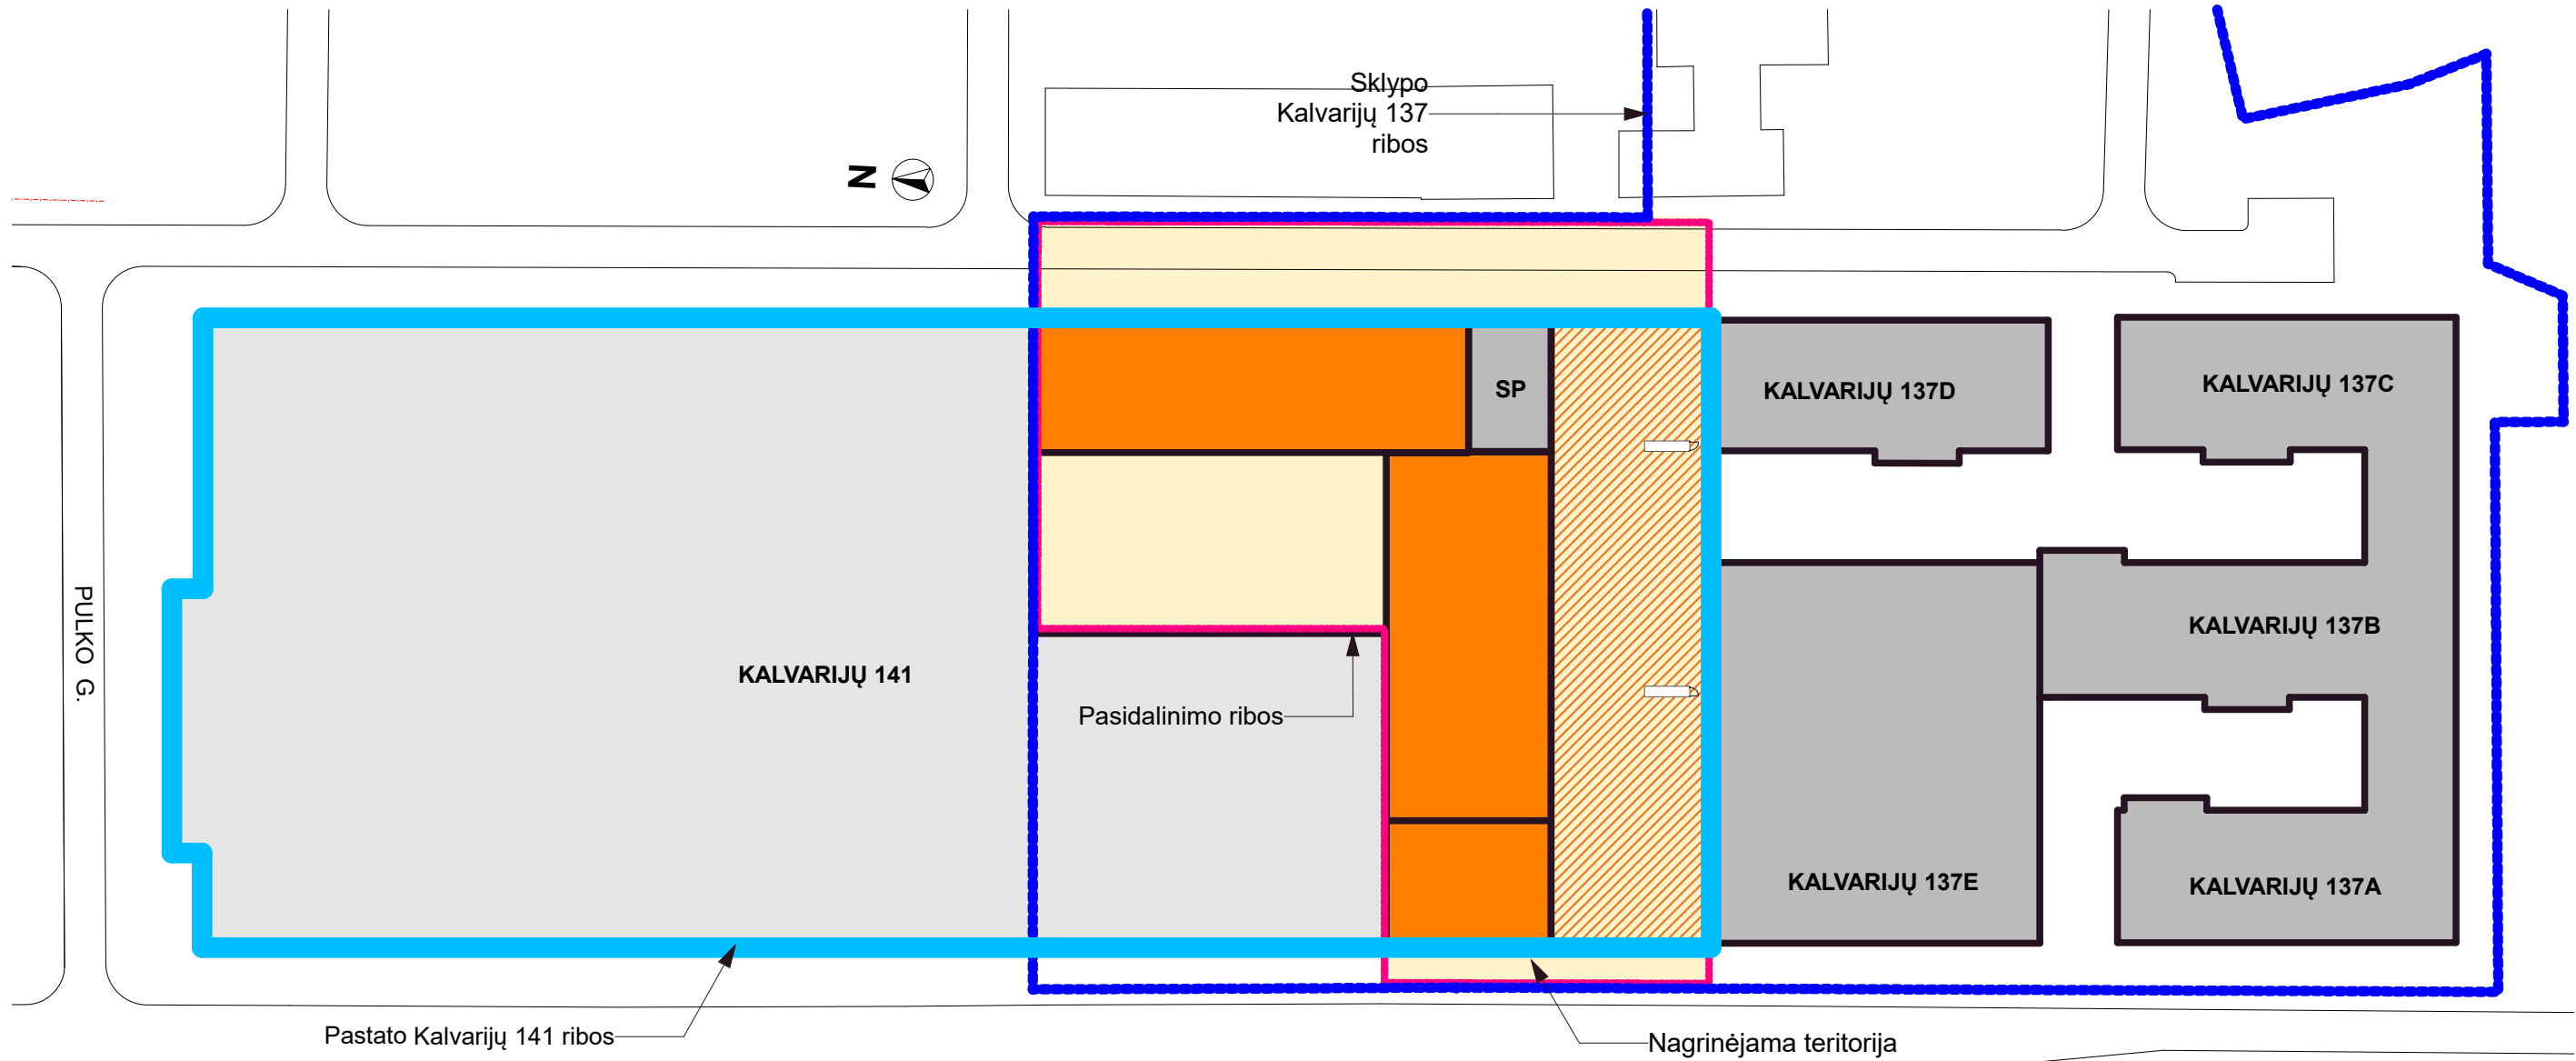 Sklypo
Kalvarijų 137
ribos
N
SP
KALVARIJŲ 137D
KALVARIJŲ 137C
PULKO G.
KALVARIJŲ 141
KALVARIJŲ 137B
Pasidalinimo ribos
KALVARIJŲ 137E
KALVARIJŲ 137A
Pastato Kalvarijų 141 ribos
Nagrinėjama teritorija